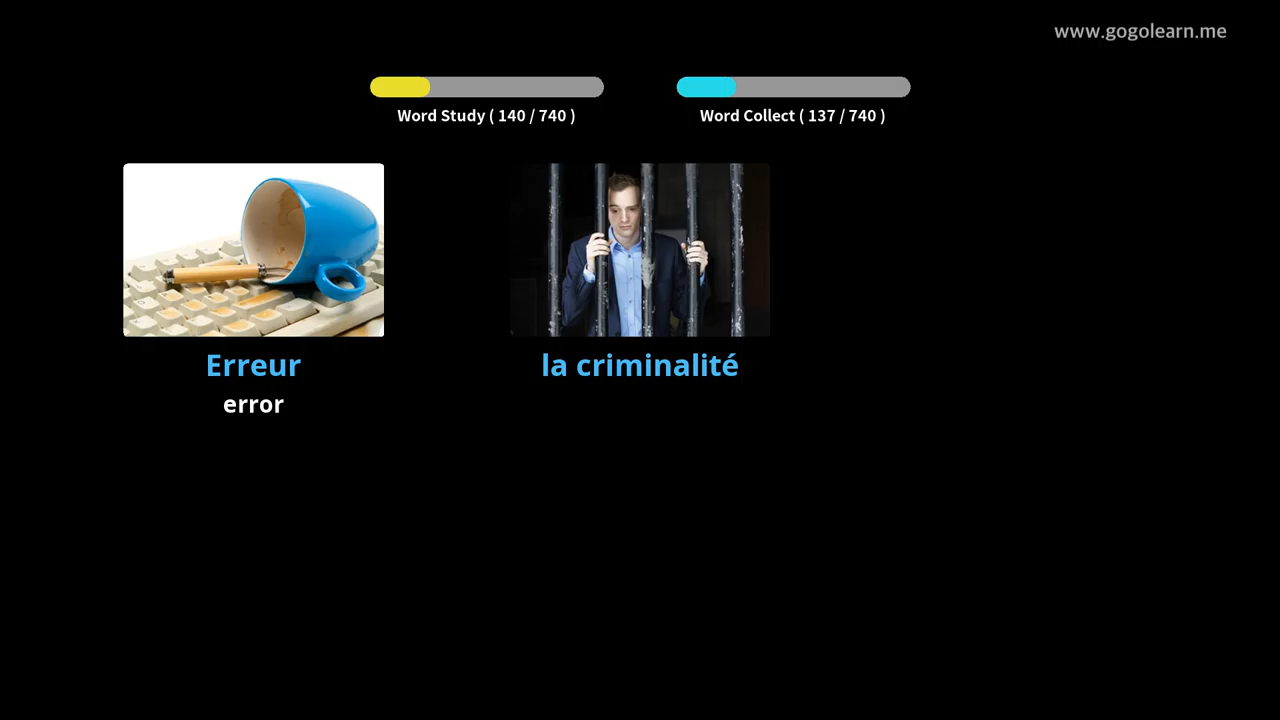 www.gogolearn.me
Word Study ( 140 / 740 )
Word Collect ( 137 / 740 )
Erreur
error
la criminalité